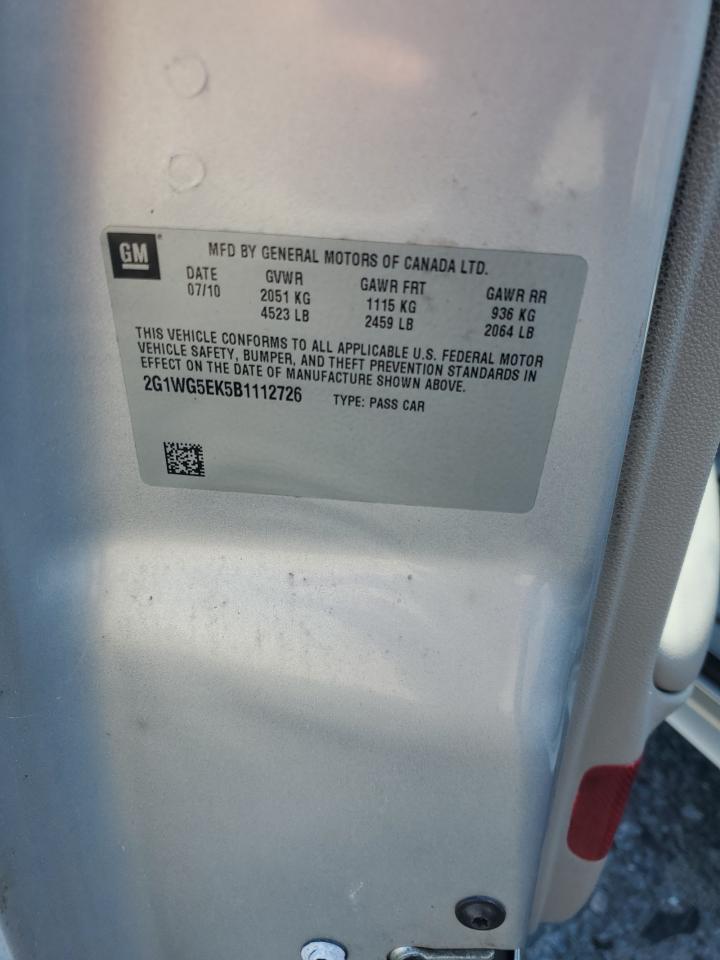 GM ®
MFD BY GENERAL MOTORS OF CANADA LTD.
DATE GVWR GAWR FRT GAWR RR
07/10 2051 KG 1115 KG 936 KG
4523 LB 2459 LB 2064 LB
THIS VEHICLE CONFORMS TO ALL APPLICABLE U.S. FEDERAL MOTOR
VEHICLE SAFETY, BUMPER, AND THEFT PREVENTION STANDARDS IN
EFFECT ON THE DATE OF MANUFACTURE SHOWN ABOVE.
2G1WG5EK5B1112726 TYPE: PASS CAR